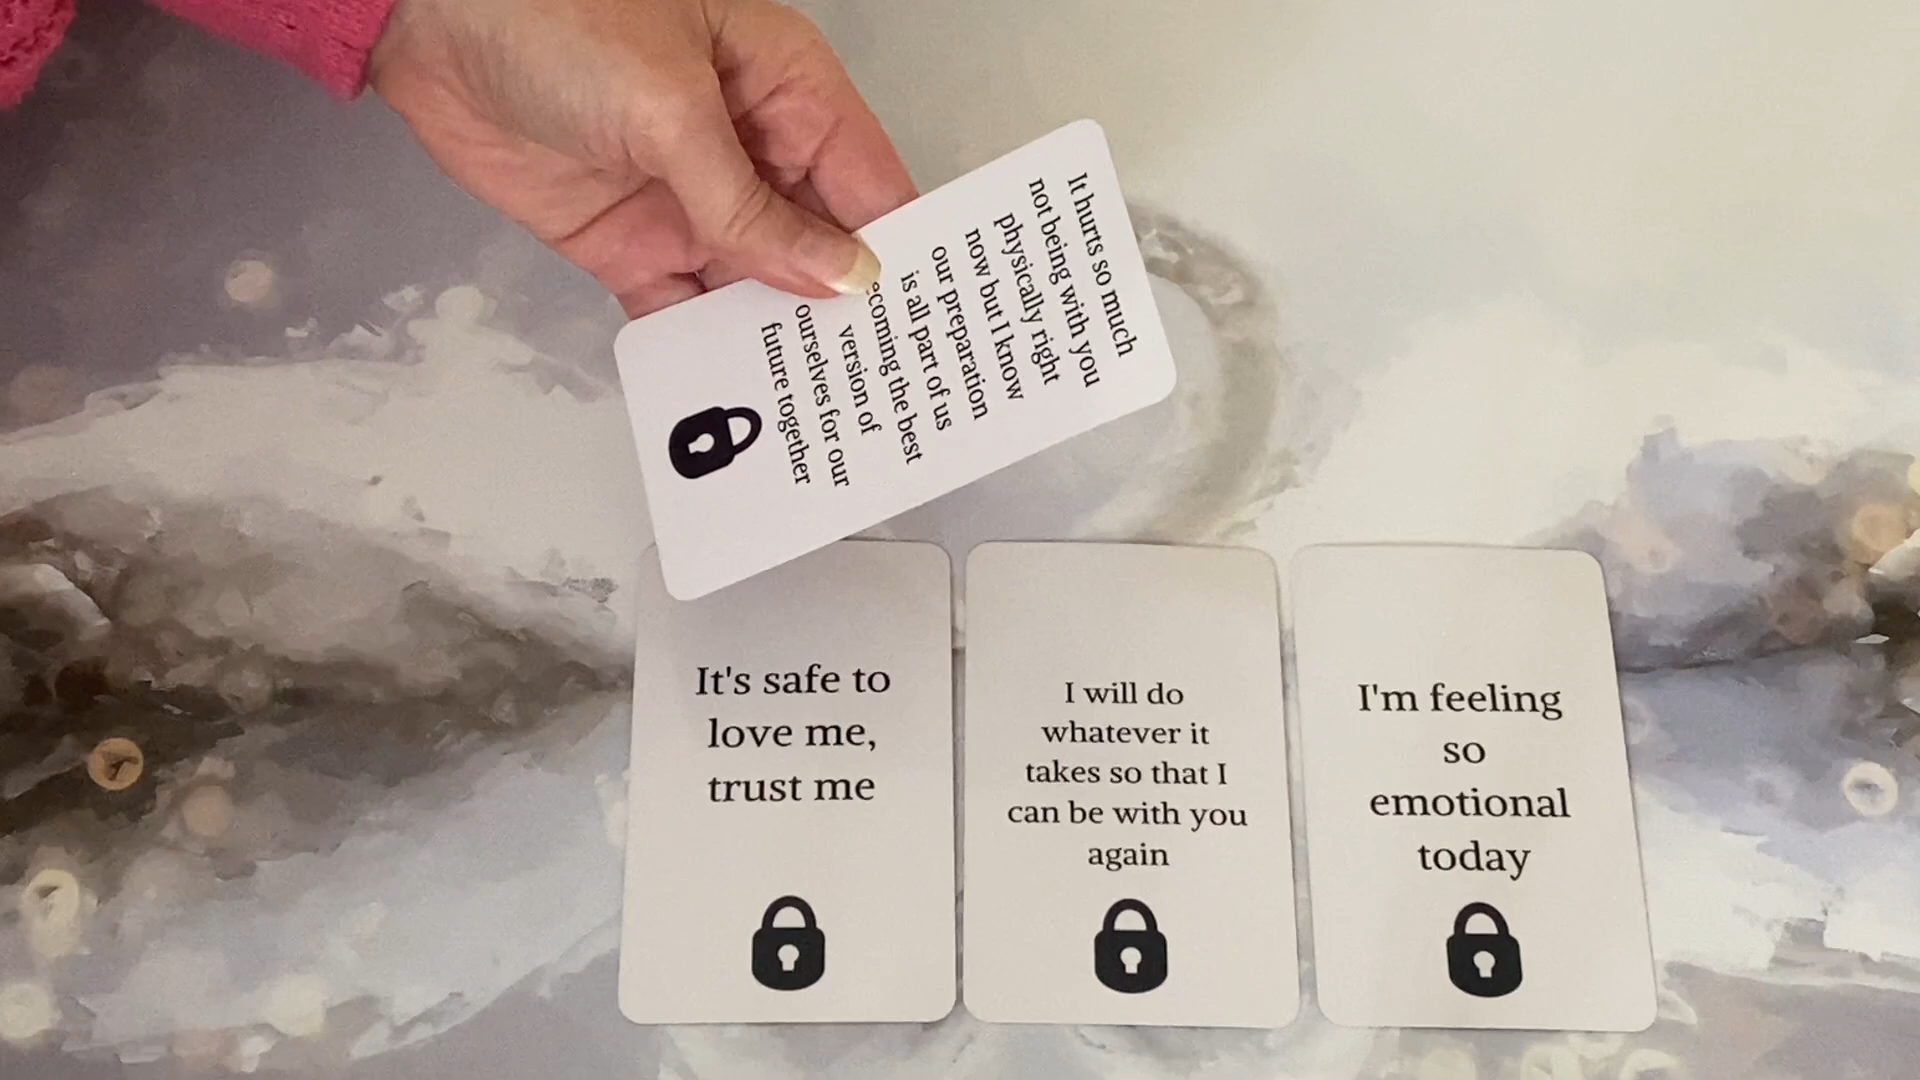 It hurts so much
not being with you
physically right
now but I know
our preparation
is all part of us
ecoming the best
version of
ourselves for our
future together
It's safe to
love me,
trust me
I will do
whatever it
takes so that I
can be with you
again
I'm feeling
so
emotional
today